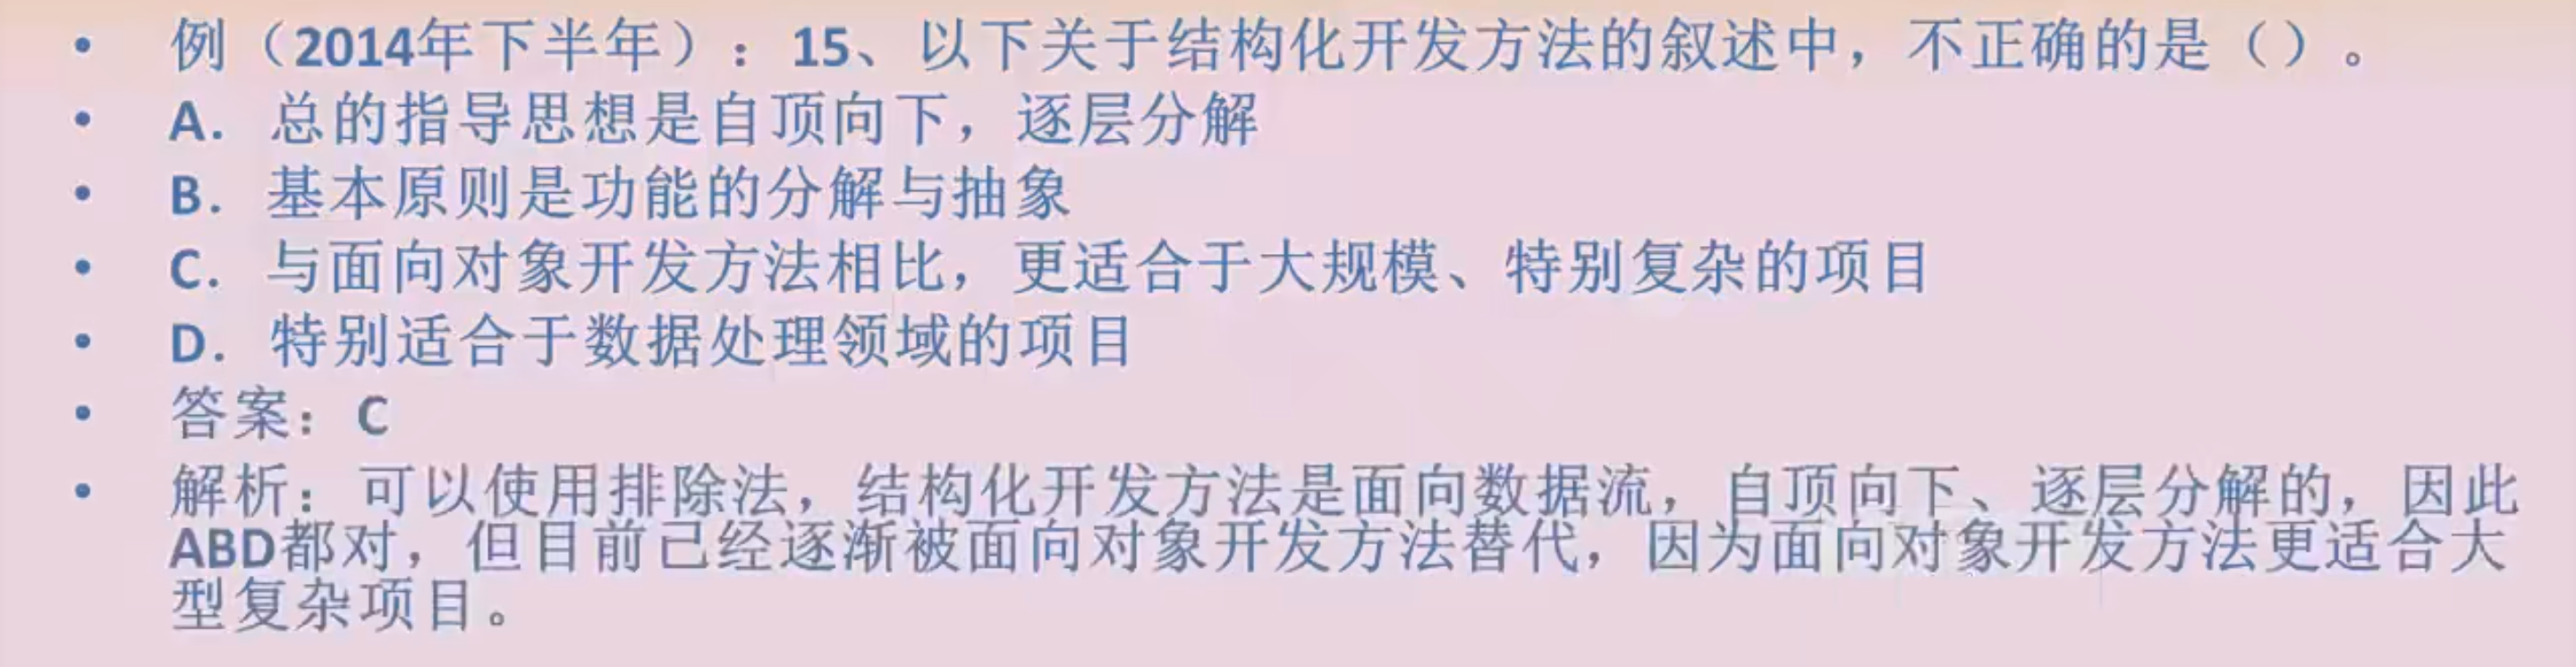 • 例（2014年下半年）：15、以下关于结构化开发方法的叙述中，不正确的是（）。
• A. 总的指导思想是自顶向下，逐层分解
• B. 基本原则是功能的分解与抽象
• C. 与面向对象开发方法相比，更适合于大规模、特别复杂的项目
• D. 特别适合于数据处理领域的项目
• 答案：C
• 解析：可以使用排除法，结构化开发方法是面向数据流，自顶向下、逐层分解的，因此
ABD都对，但目前已经逐渐被面向对象开发方法替代，因为面向对象开发方法更适合大
型复杂项目。